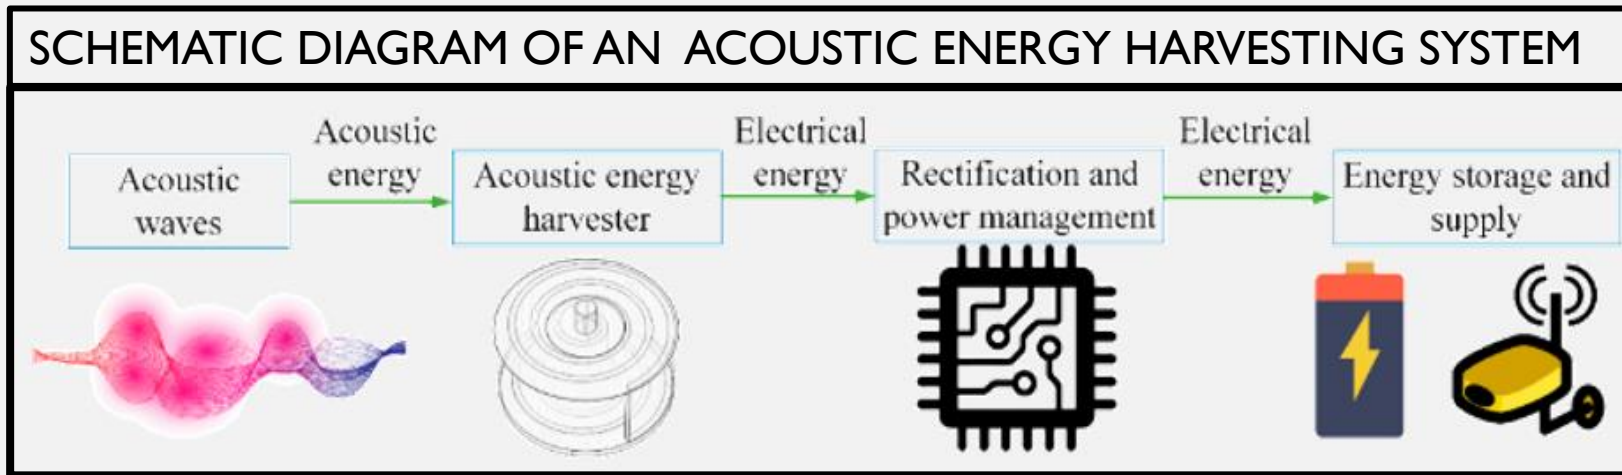 SCHEMATIC DIAGRAM OF AN ACOUSTIC ENERGY HARVESTING SYSTEM
Acoustic
waves
Acoustic
energy
Acoustic energy
harvester
Electrical
energy
Rectification and
power management
Electrical
energy
Energy storage and
supply